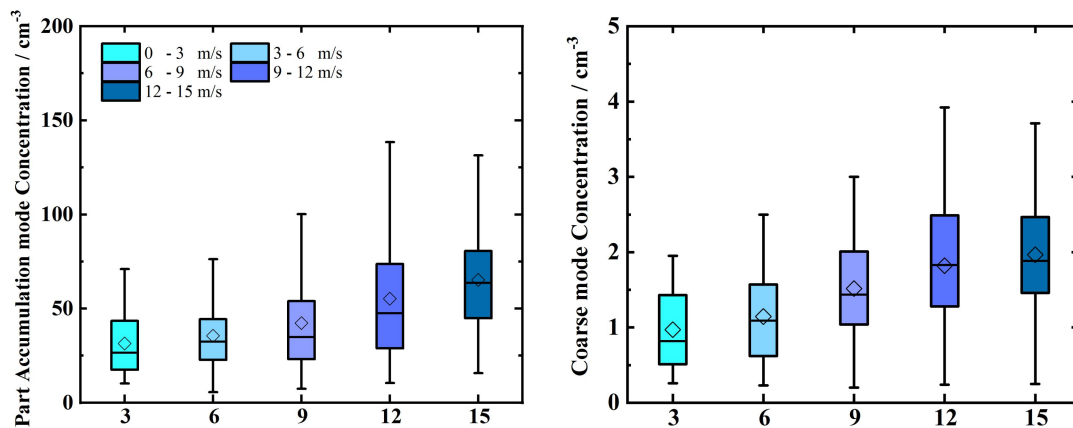 Part Accumulation mode Concentration / cm⁻³
200
150
100
50
0
0 - 3 m/s
3 - 6 m/s
6 - 9 m/s
9 - 12 m/s
12 - 15 m/s
3 6 9 12 15
Coarse mode Concentration / cm⁻³
5
4
3
2
1
0
3 6 9 12 15